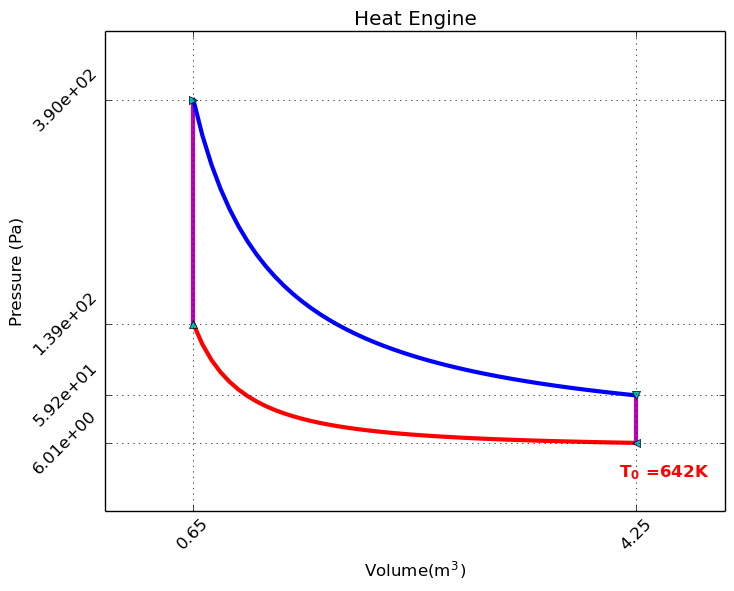 Heat Engine
Pressure (Pa)
3.90e+02
1.39e+02
5.92e+01
6.01e+00
T₀ =642K
0.65
4.25
Volume(m³)